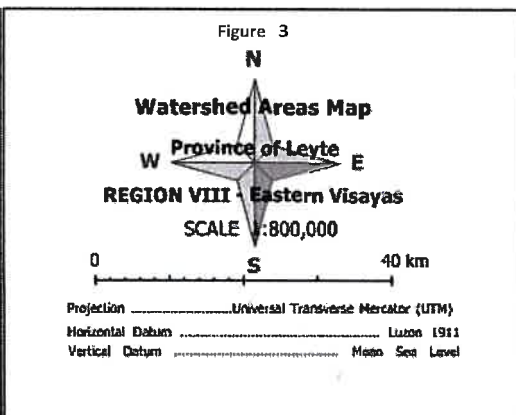 Figure 3
N
Watershed Areas Map
Province of Leyte
W E
REGION VIII - Eastern Visayas
SCALE 1:800,000
0 S 40 km
Projection ........................ Universal Transverse Mercator (UTM)
Horizontal Datum ................................................ Luzon 1911
Vertical Datum ........................................ Mean Sea Level